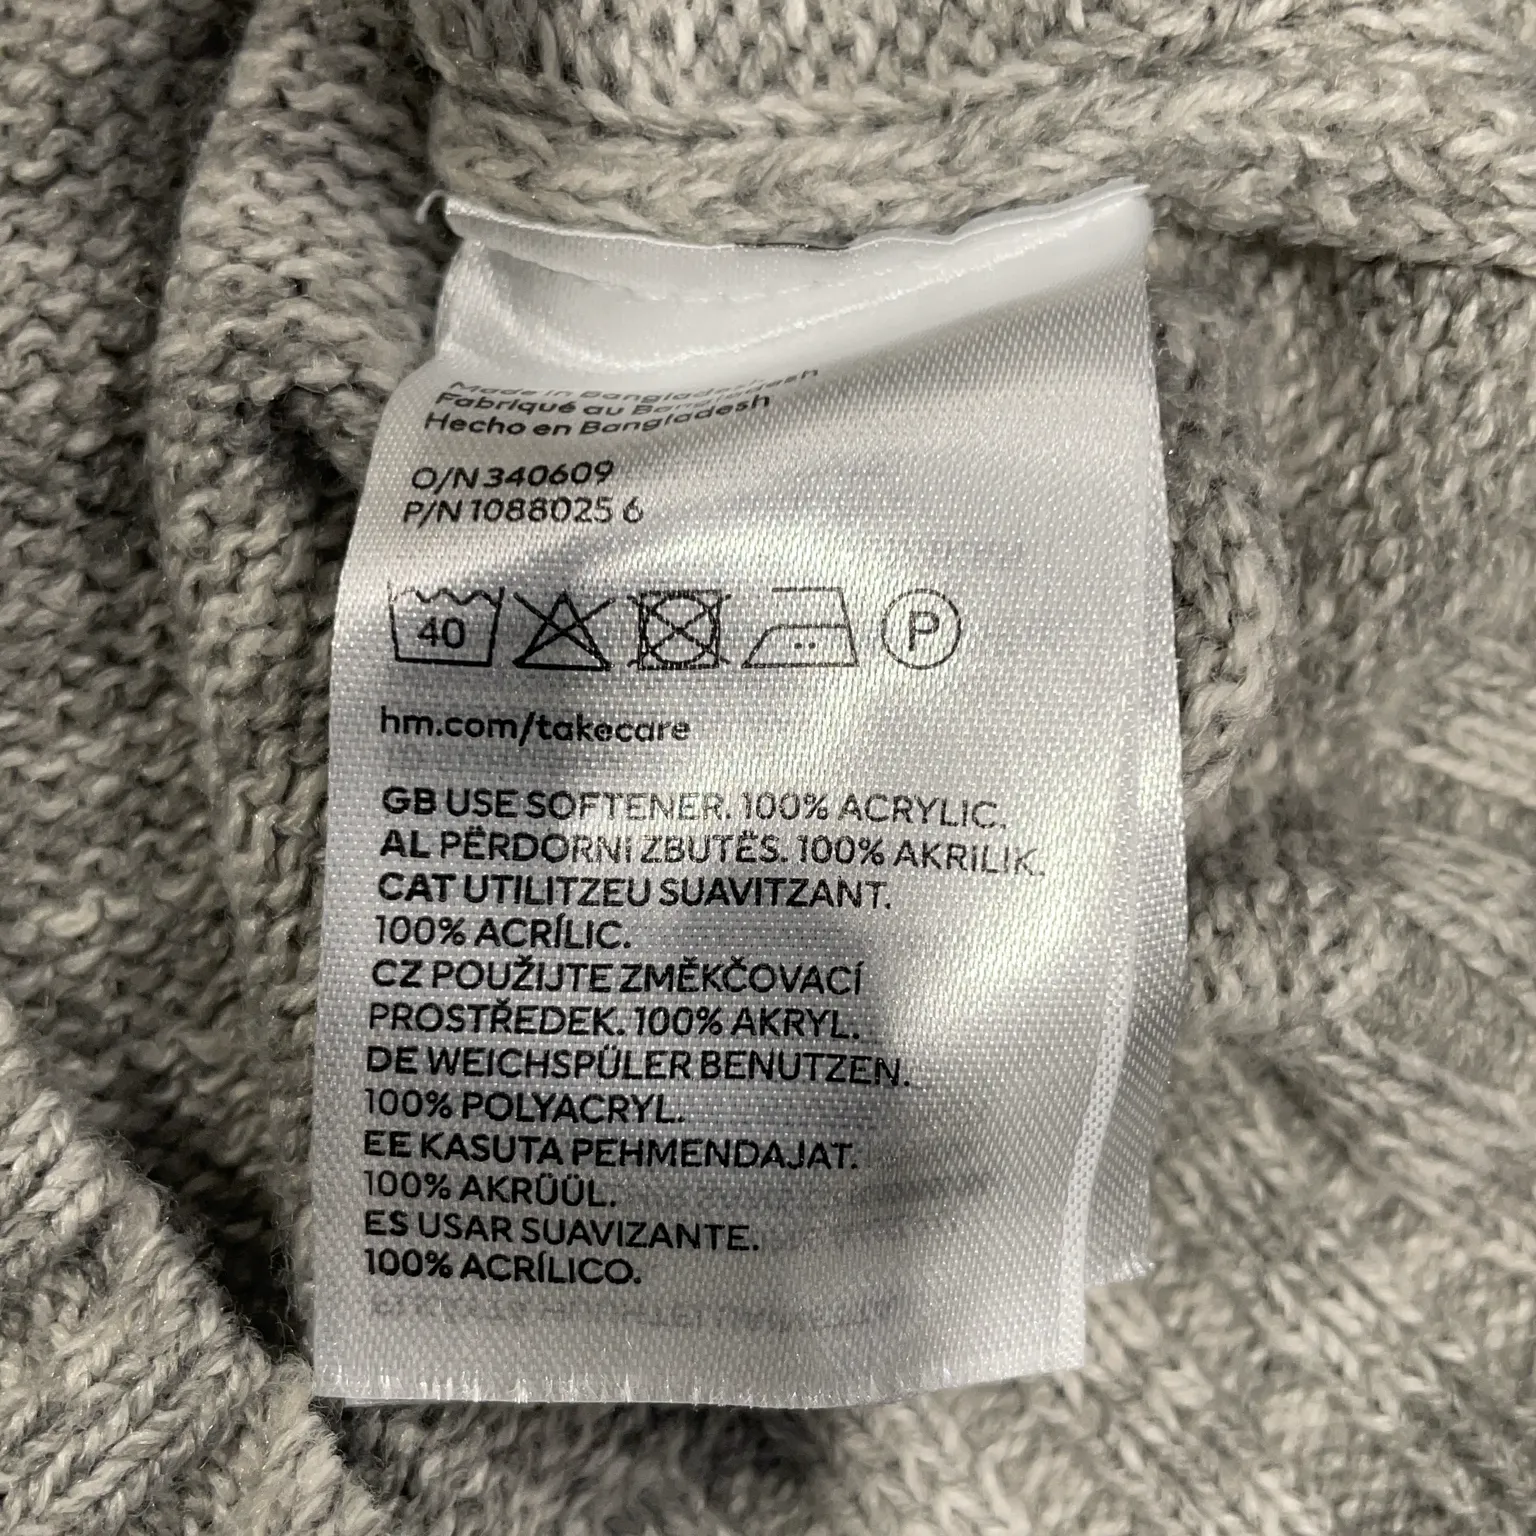 Made in Bangladesh
Fabriqué au Bangladesh
Hecho en Bangladesh
O/N 340609
P/N 1088025 6
40
P
hm.com/takecare
GB USE SOFTENER. 100% ACRYLIC.
AL PËRDORNI ZBUTËS. 100% AKRILIK.
CAT UTILITZEU SUAVITZANT.
100% ACRÍLIC.
CZ POUŽIJTE ZMĚKČOVACÍ
PROSTŘEDEK. 100% AKRYL.
DE WEICHSPÜLER BENUTZEN.
100% POLYACRYL.
EE KASUTA PEHMENDAJAT.
100% AKRÜÜL.
ES USAR SUAVIZANTE.
100% ACRÍLICO.